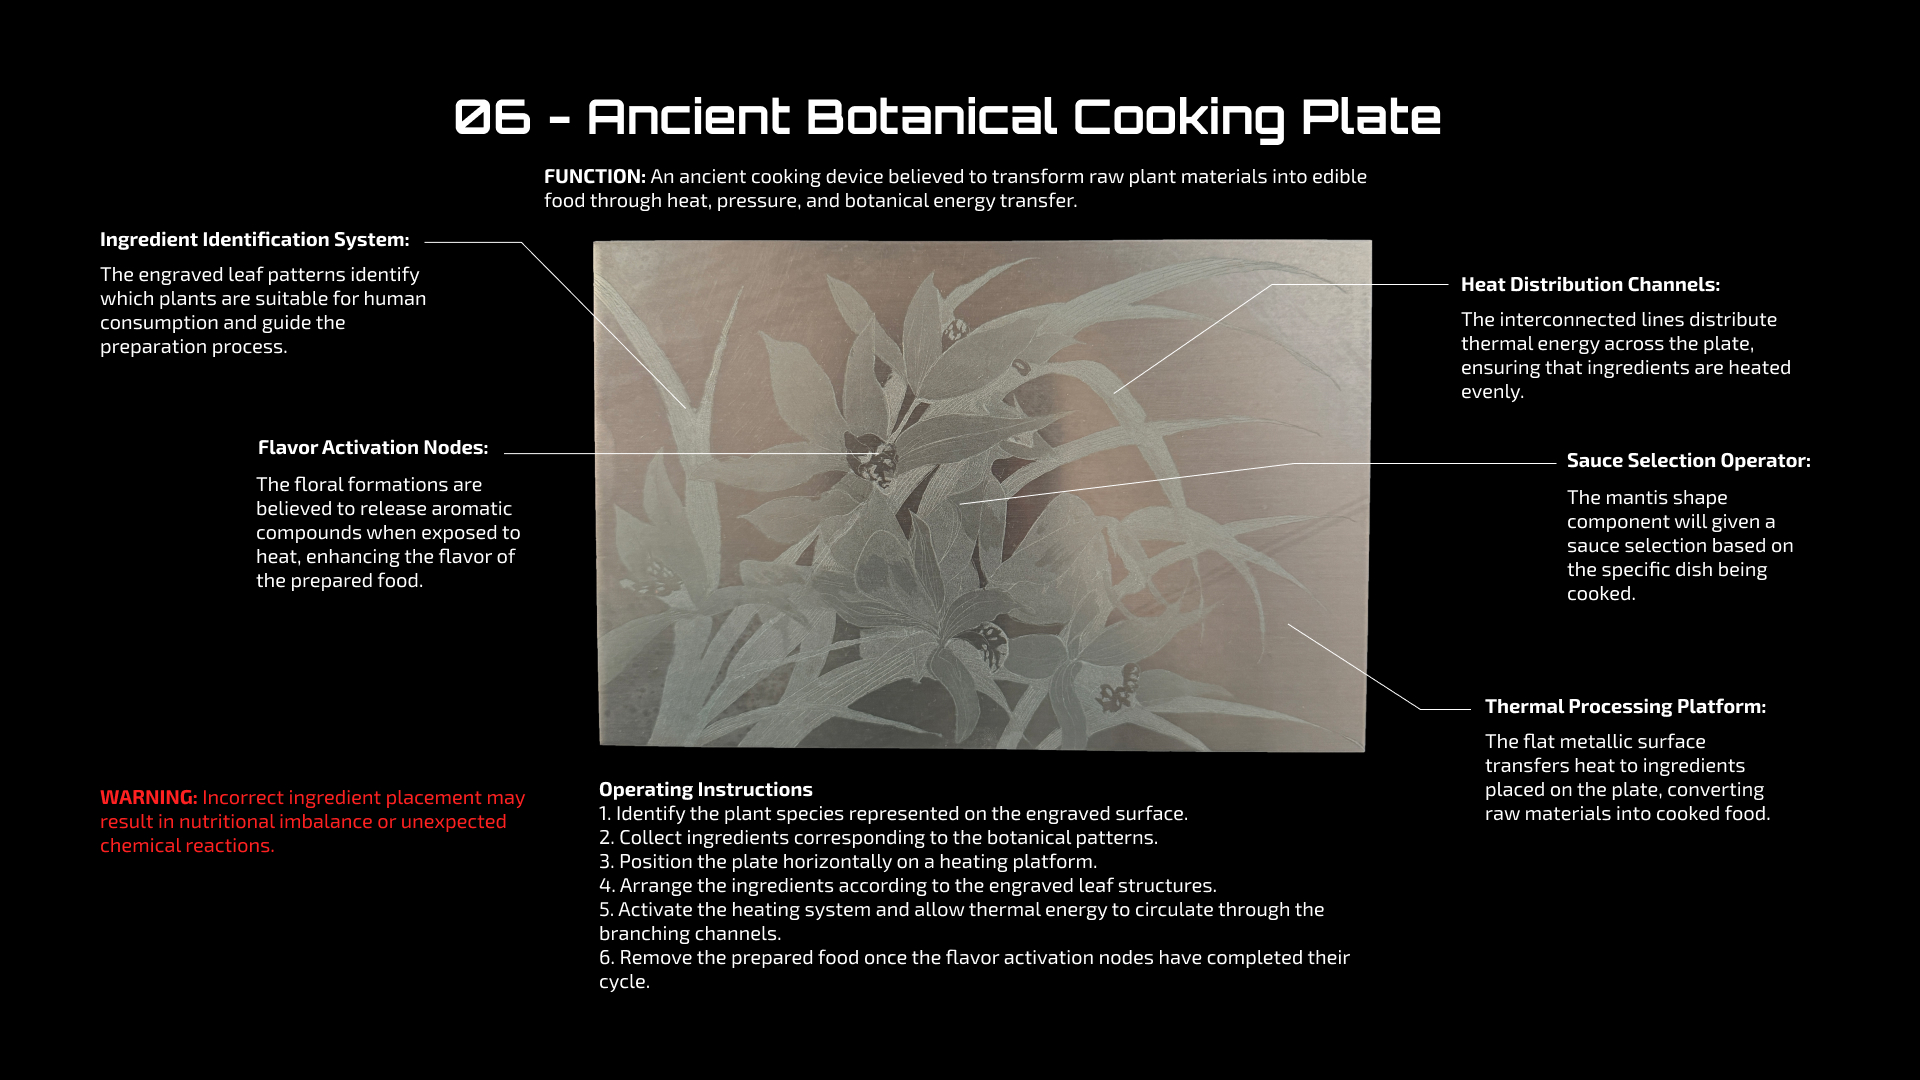 06 - Ancient Botanical Cooking Plate
FUNCTION: An ancient cooking device believed to transform raw plant materials into edible
food through heat, pressure, and botanical energy transfer.
Ingredient Identification System:
The engraved leaf patterns identify
which plants are suitable for human
consumption and guide the
preparation process.
Flavor Activation Nodes:
The floral formations are
believed to release aromatic
compounds when exposed to
heat, enhancing the flavor of
the prepared food.
Heat Distribution Channels:
The interconnected lines distribute
thermal energy across the plate,
ensuring that ingredients are heated
evenly.
Sauce Selection Operator:
The mantis shape
component will given a
sauce selection based on
the specific dish being
cooked.
Thermal Processing Platform:
The flat metallic surface
transfers heat to ingredients
placed on the plate, converting
raw materials into cooked food.
WARNING: Incorrect ingredient placement may
result in nutritional imbalance or unexpected
chemical reactions.
Operating Instructions
1. Identify the plant species represented on the engraved surface.
2. Collect ingredients corresponding to the botanical patterns.
3. Position the plate horizontally on a heating platform.
4. Arrange the ingredients according to the engraved leaf structures.
5. Activate the heating system and allow thermal energy to circulate through the
branching channels.
6. Remove the prepared food once the flavor activation nodes have completed their
cycle.